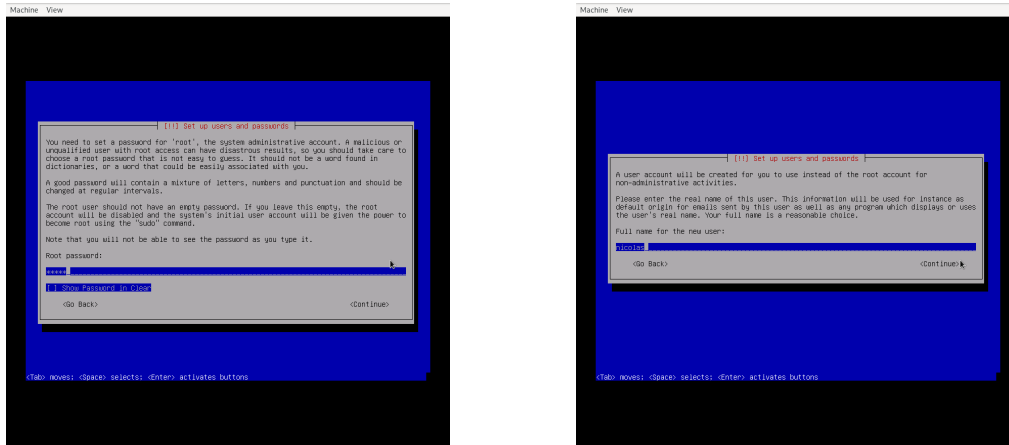 Machine View
[!!] Set up users and passwords
You need to set a password for 'root', the system administrative account. A malicious or
unqualified user with root access can have disastrous results, so you should take care to
choose a root password that is not easy to guess. It should not be a word found in
dictionaries, or a word that could be easily associated with you.
A good password will contain a mixture of letters, numbers and punctuation and should be
changed at regular intervals.
The root user should not have an empty password. If you leave this empty, the root
account will be disabled and the system's initial user account will be given the power to
become root using the "sudo" command.
Note that you will not be able to see the password as you type it.
Root password:
*****
[ ] Show Password in Clear
<Go Back> <Continue>
<Tab> moves; <Space> selects; <Enter> activates buttons
Machine View
[!!] Set up users and passwords
A user account will be created for you to use instead of the root account for
non-administrative activities.
Please enter the real name of this user. This information will be used for instance as
default origin for emails sent by this user as well as any program which displays or uses
the user's real name. Your full name is a reasonable choice.
Full name for the new user:
nicolas
<Go Back> <Continue>
<Tab> moves; <Space> selects; <Enter> activates buttons